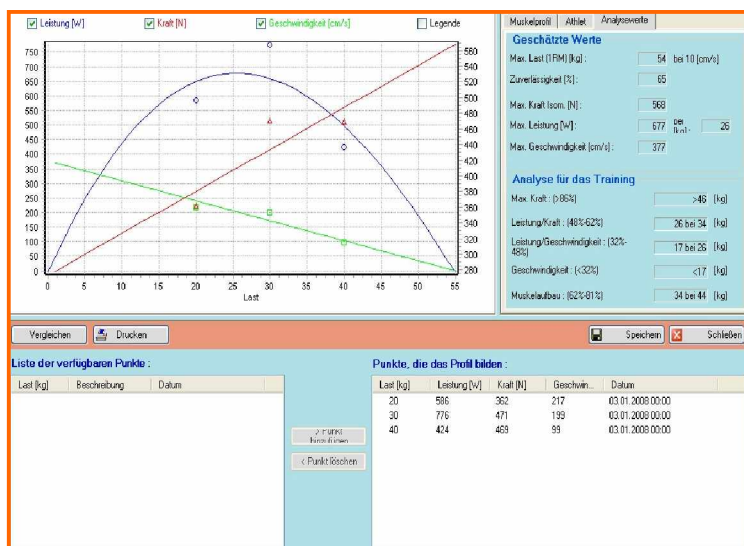 Leistung [W] Kraft [N] Geschwindigkeit [cm/s] Legende
750
700
650
600
550
500
450
400
350
300
250
200
150
100
50
0
560
540
520
500
480
460
440
420
400
380
360
340
320
300
280
0 5 10 15 20 25 30 35 40 45 50 55
Last
Muskelprofil Athlet Analysewerte
Geschätzte Werte
Max. Last (1RM) [kg] : 54 bei 10 [cm/s]
Zuverlässigkeit [%] : 65
Max. Kraft Isom. [N] : 568
Max. Leistung [W] : 677 per [kg] : 26
Max. Geschwindigkeit [cm/s] : 377
Analyse für das Training
Max. Kraft : (>86%) >46 [kg]
Leistung/Kraft : (48%-62%) 26 bei 34 [kg]
Leistung/Geschwindigkeit : (32%-48%) 17 bei 26 [kg]
Geschwindigkeit : (<32%) <17 [kg]
Muskelaufbau : (62%-81%) 34 bei 44 [kg]
Vergleichen Drucken Speichern Schließen
Liste der verfügbaren Punkte :
Last [kg] Beschreibung Datum
> Punkt hinzufügen
< Punkt löschen
Punkte, die das Profil bilden :
Last [kg] Leistung [W] Kraft [N] Geschwin... Datum
20 586 362 217 03.01.2008 00:00
30 776 471 199 03.01.2008 00:00
40 424 469 99 03.01.2008 00:00